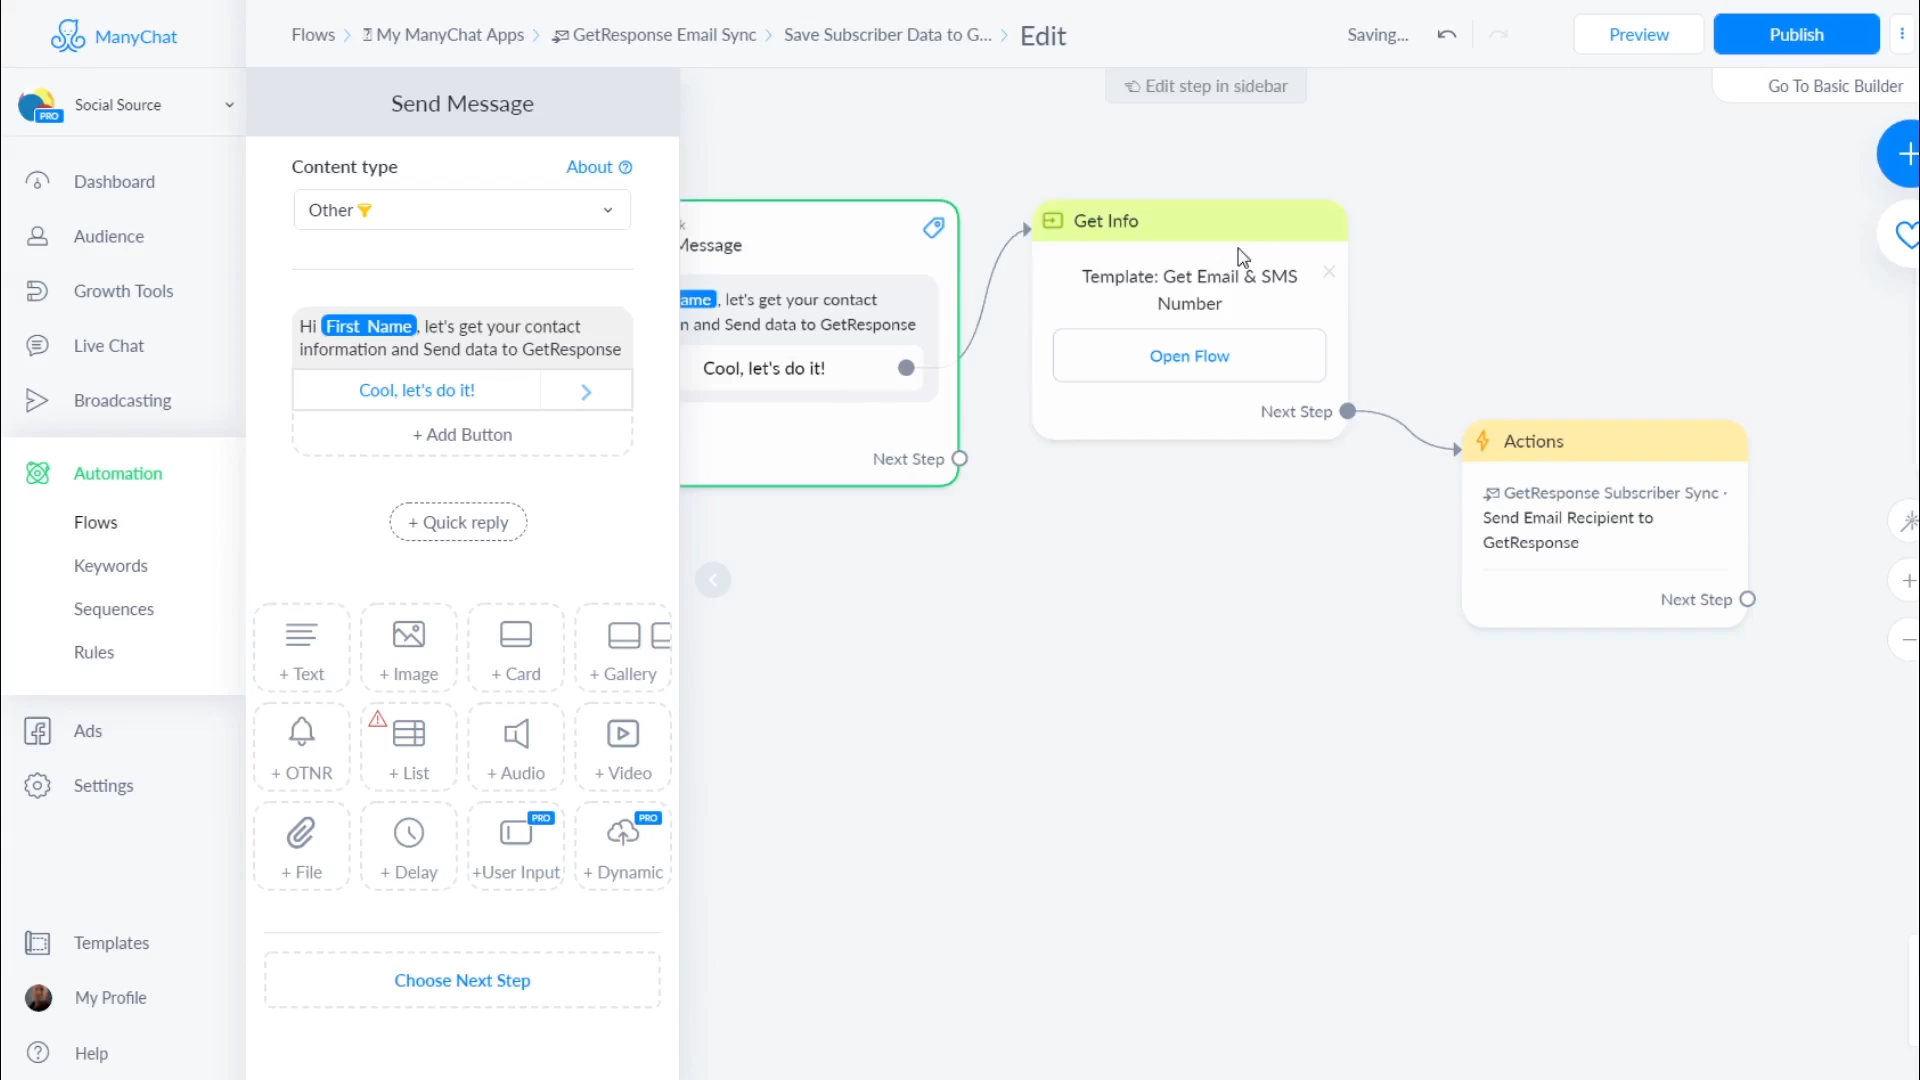 ManyChat
Flows
My ManyChat Apps
GetResponse Email Sync
Save Subscriber Data to G...
Edit
Saving...
Preview
Publish
Social Source
PRO
Send Message
Edit step in sidebar
Go To Basic Builder
Dashboard
Audience
Growth Tools
Live Chat
Broadcasting
Automation
Flows
Keywords
Sequences
Rules
Ads
Settings
Templates
My Profile
Help
Content type
About
Other
Hi First Name, let's get your contact
information and Send data to GetResponse
Cool, let's do it!
+ Add Button
+ Quick reply
+ Text
+ Image
+ Card
+ Gallery
+ OTNR
+ List
+ Audio
+ Video
+ File
+ Delay
PRO
+User Input
PRO
+ Dynamic
Choose Next Step
k
Message
ame, let's get your contact
n and Send data to GetResponse
Cool, let's do it!
Next Step
Get Info
Template: Get Email & SMS
Number
Open Flow
Next Step
Actions
GetResponse Subscriber Sync ·
Send Email Recipient to
GetResponse
Next Step